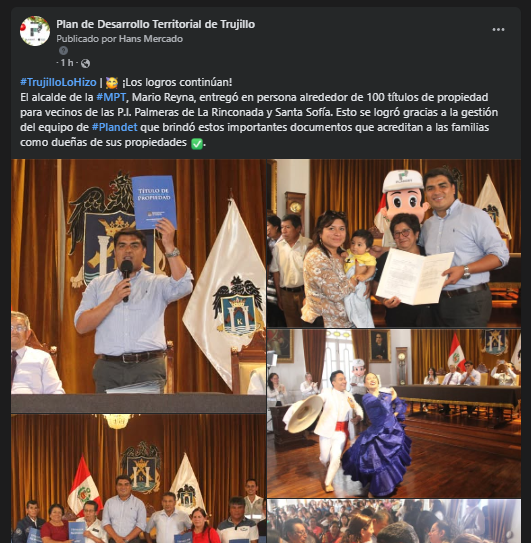 Plan de Desarrollo Territorial de Trujillo
Publicado por Hans Mercado
· 1 h ·
#TrujilloLoHizo | 🥰 ¡Los logros continúan!
El alcalde de la #MPT, Mario Reyna, entregó en persona alrededor de 100 títulos de propiedad
para vecinos de las P.I. Palmeras de La Rinconada y Santa Sofía. Esto se logró gracias a la gestión
del equipo de #Plandet que brindó estos importantes documentos que acreditan a las familias
como dueñas de sus propiedades ✅.
TÍTULO DE
PROPIEDAD